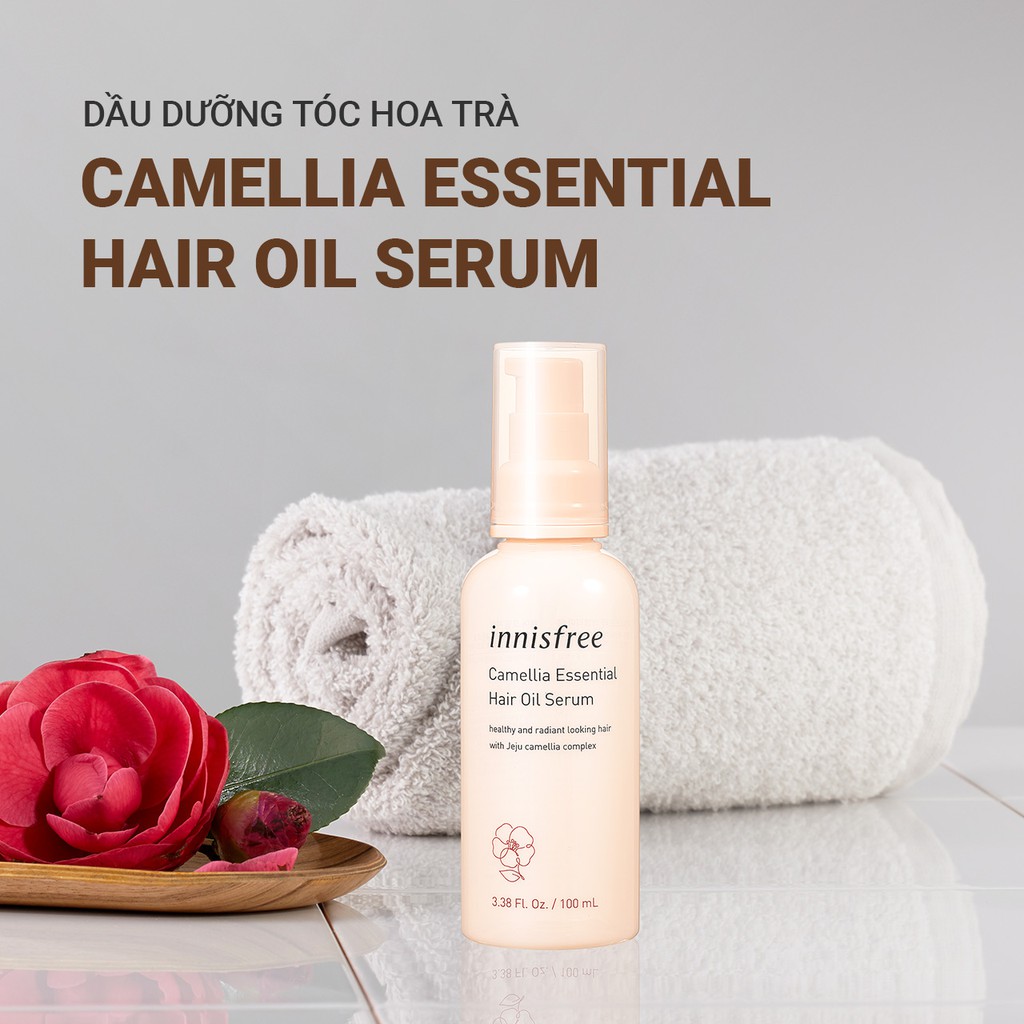 DẦU DƯỠNG TÓC HOA TRÀ
CAMELLIA ESSENTIAL
HAIR OIL SERUM
innisfree
Camellia Essential
Hair Oil Serum
healthy and radiant looking hair
with Jeju camellia complex
3.38 Fl. Oz. / 100 mL